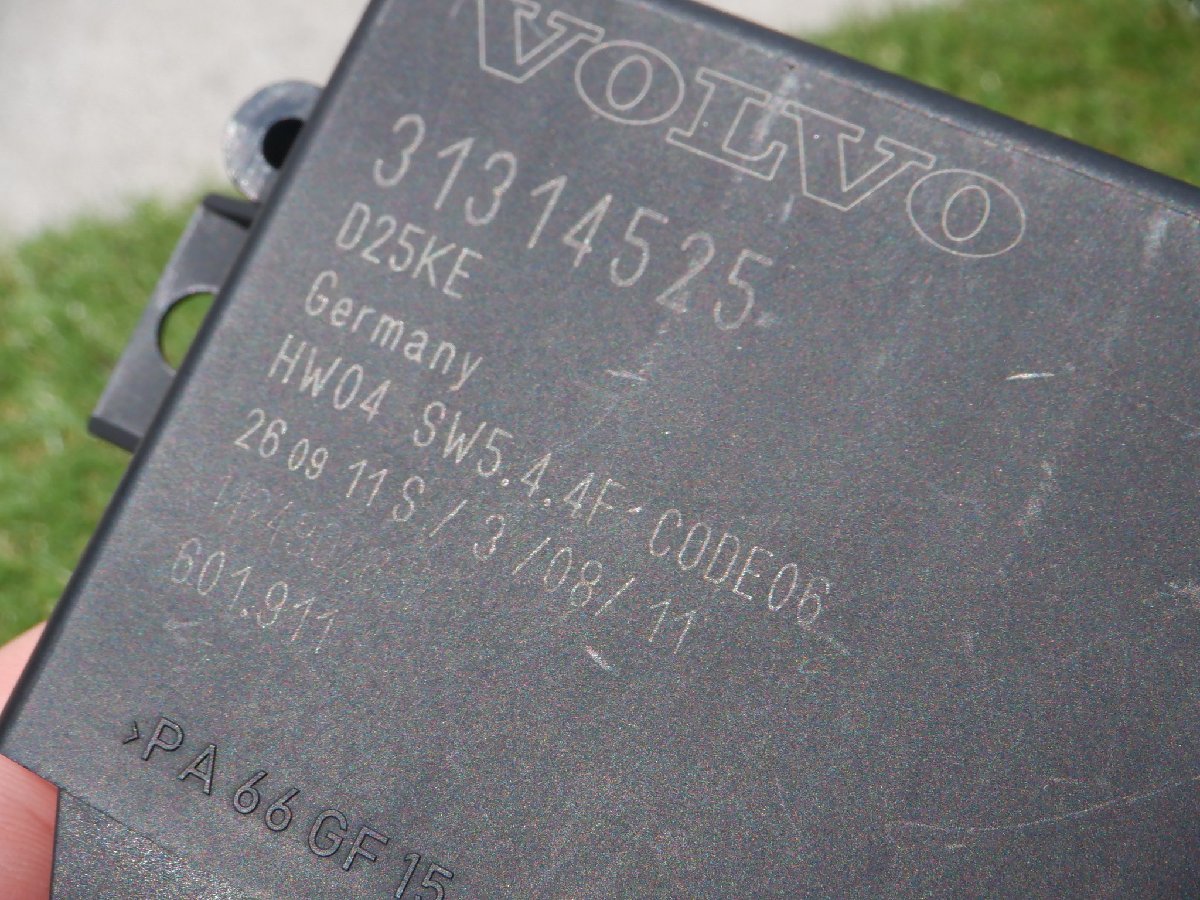 VOLVO
31314525
D25KE
Germany
HW04 SW5.4.4F CODE06
26 09 11 S / 3 /08/ 11
601.911
>PA 66 GF 15